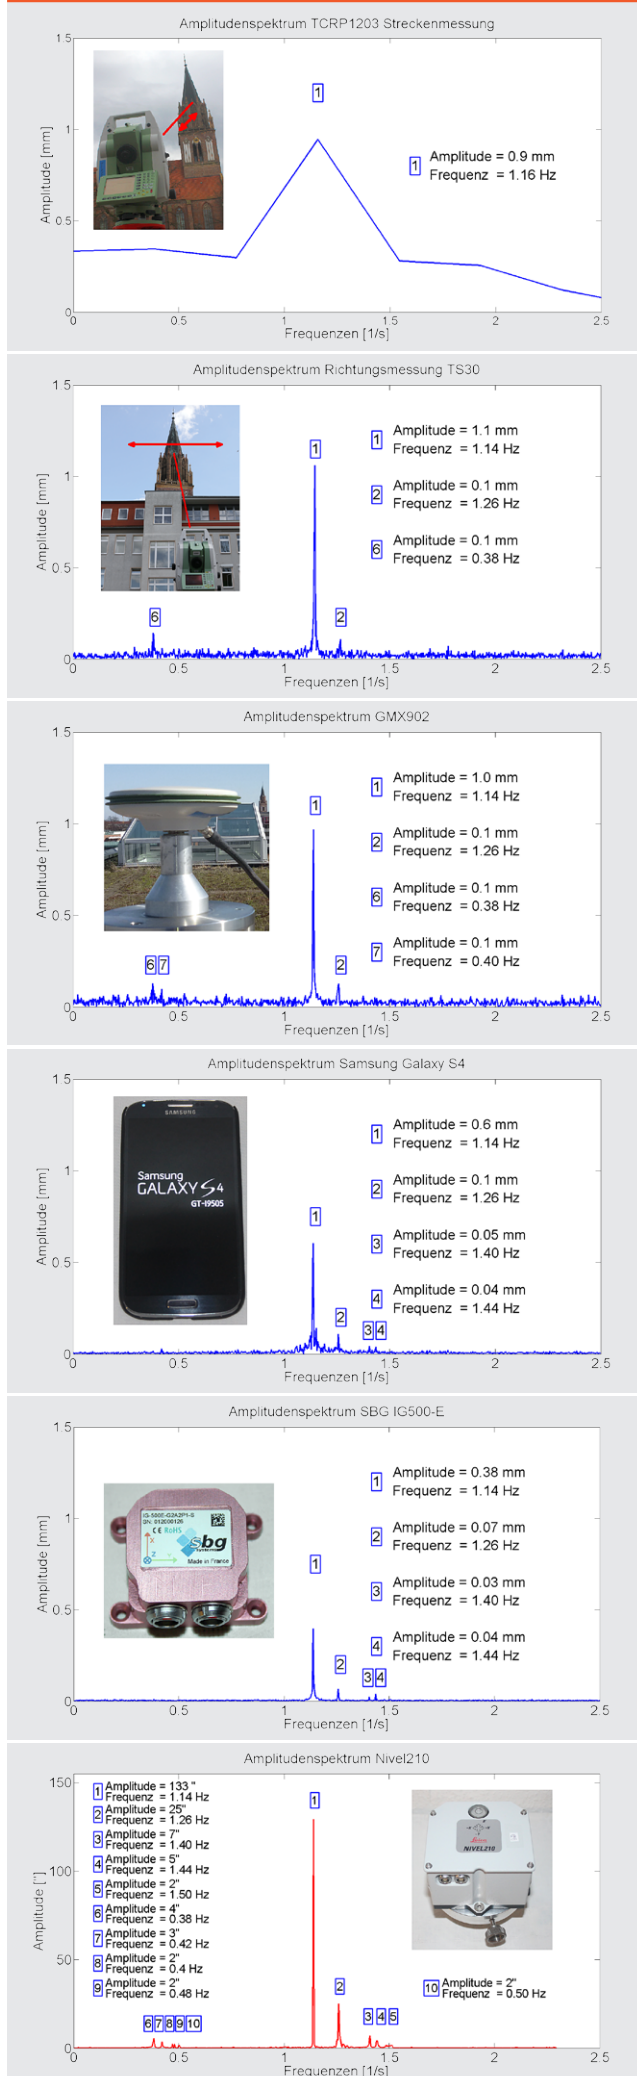 Amplitudenspektrum TCRP1203 Streckenmessung
1.5
1
0.5
0
Amplitude [mm]
1
1
Amplitude = 0.9 mm
Frequenz = 1.16 Hz
0 0.5 1 1.5 2 2.5
Frequenzen [1/s]
Amplitudenspektrum Richtungsmessung TS30
1.5
1
0.5
0
Amplitude [mm]
1
Amplitude = 1.1 mm
Frequenz = 1.14 Hz
2
Amplitude = 0.1 mm
Frequenz = 1.26 Hz
6
Amplitude = 0.1 mm
Frequenz = 0.38 Hz
1
6
2
0 0.5 1 1.5 2 2.5
Frequenzen [1/s]
Amplitudenspektrum GMX902
1.5
1
0.5
0
Amplitude [mm]
1
Amplitude = 1.0 mm
Frequenz = 1.14 Hz
2
Amplitude = 0.1 mm
Frequenz = 1.26 Hz
6
Amplitude = 0.1 mm
Frequenz = 0.38 Hz
7
Amplitude = 0.1 mm
Frequenz = 0.40 Hz
1
6 7
2
0 0.5 1 1.5 2 2.5
Frequenzen [1/s]
Amplitudenspektrum Samsung Galaxy S4
1.5
1
0.5
0
Amplitude [mm]
SAMSUNG
Samsung
GALAXY S4
GT-I9505
1
Amplitude = 0.6 mm
Frequenz = 1.14 Hz
2
Amplitude = 0.1 mm
Frequenz = 1.26 Hz
3
Amplitude = 0.05 mm
Frequenz = 1.40 Hz
4
Amplitude = 0.04 mm
Frequenz = 1.44 Hz
1
2
3 4
0 0.5 1 1.5 2 2.5
Frequenzen [1/s]
Amplitudenspektrum SBG IG500-E
1.5
1
0.5
0
Amplitude [mm]
IG-500E-G2A2P1-S
SN: 012000126
CE RoHS
sbg
systems
Made in France
1
Amplitude = 0.38 mm
Frequenz = 1.14 Hz
2
Amplitude = 0.07 mm
Frequenz = 1.26 Hz
3
Amplitude = 0.03 mm
Frequenz = 1.40 Hz
4
Amplitude = 0.04 mm
Frequenz = 1.44 Hz
1
2
3 4
0 0.5 1 1.5 2 2.5
Frequenzen [1/s]
Amplitudenspektrum Nivel210
150
100
50
0
Amplitude ["]
1
Amplitude = 133 "
Frequenz = 1.14 Hz
2
Amplitude = 25"
Frequenz = 1.26 Hz
3
Amplitude = 7"
Frequenz = 1.40 Hz
4
Amplitude = 5"
Frequenz = 1.44 Hz
5
Amplitude = 2"
Frequenz = 1.50 Hz
6
Amplitude = 4"
Frequenz = 0.38 Hz
7
Amplitude = 3"
Frequenz = 0.42 Hz
8
Amplitude = 2"
Frequenz = 0.4 Hz
9
Amplitude = 2"
Frequenz = 0.48 Hz
10
Amplitude = 2"
Frequenz = 0.50 Hz
Leica
NIVEL210
1
2
3 4 5
6 7 8 9 10
0 0.5 1 1.5 2 2.5
Frequenzen [1/s]